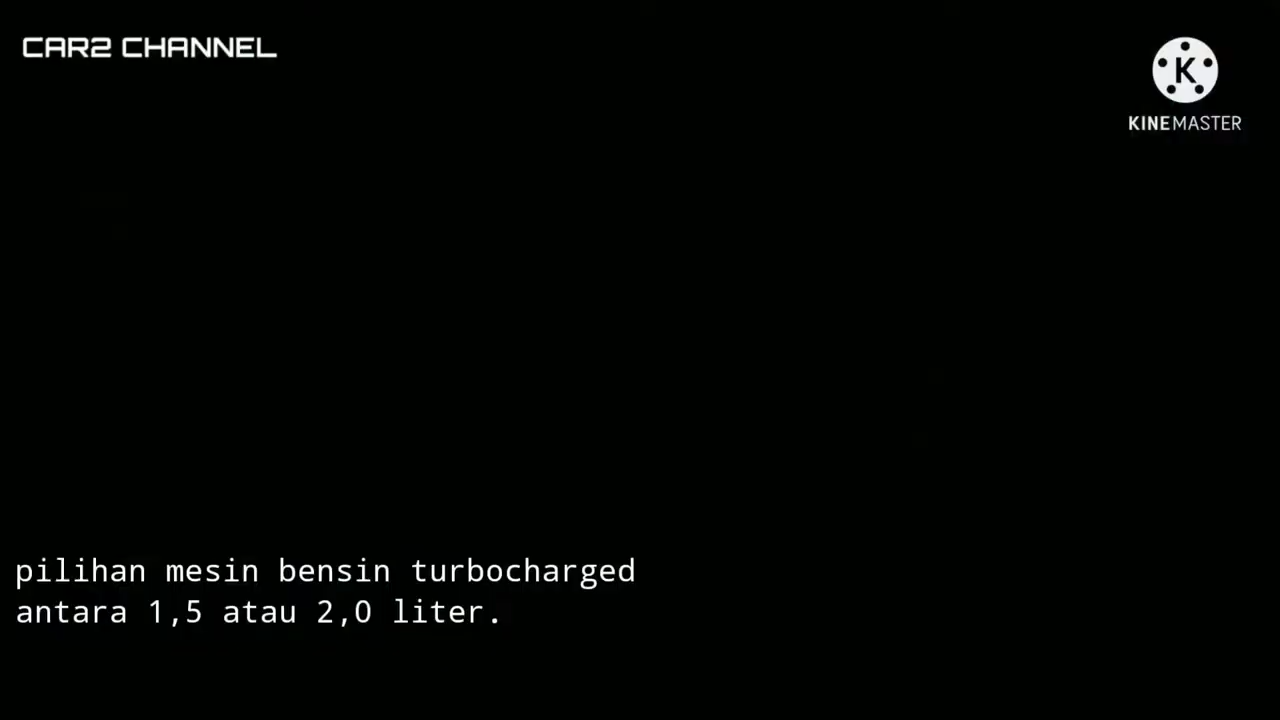 CAR2 CHANNEL
K
KINEMASTER
pilihan mesin bensin turbocharged
antara 1,5 atau 2,0 liter.